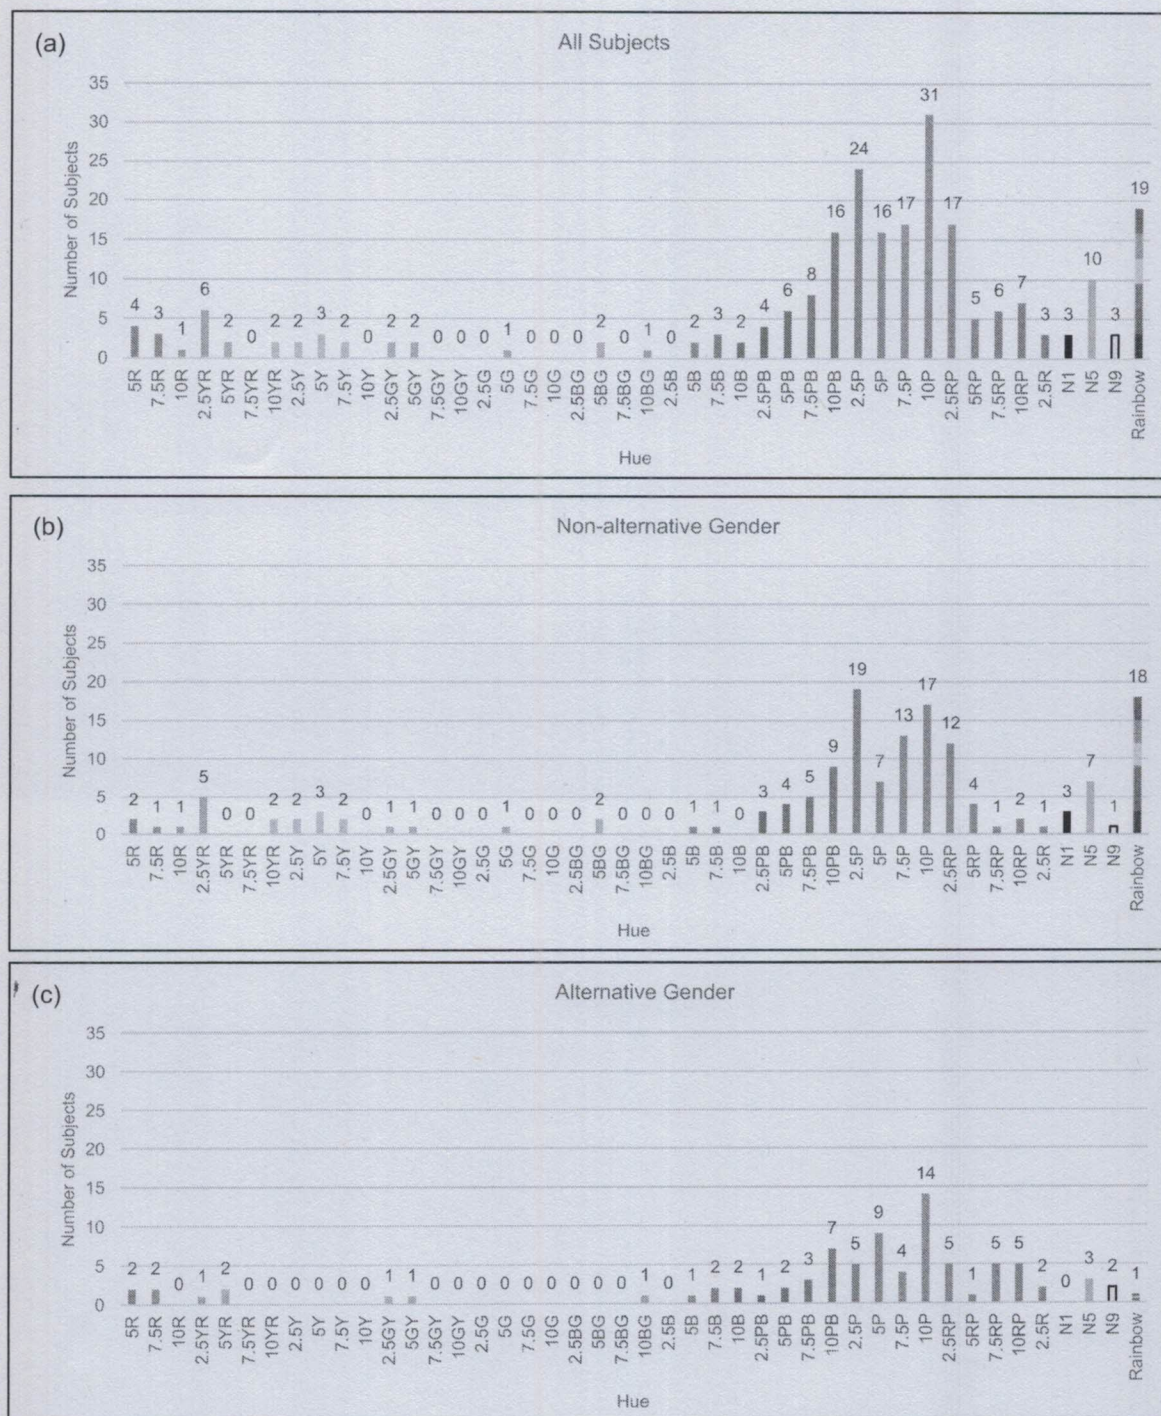 (a)
All Subjects
Number of Subjects
35
30
25
20
15
10
5
0
4 3 1 6 2 0 2 2 3 2 0 2 2 0 0 0 1 0 0 0 2 0 1 0 2 3 2 4 6 8 16 24 16 17 31 17 5 6 7 3 3 10 3 19
5R 7.5R 10R 2.5YR 5YR 7.5YR 10YR 2.5Y 5Y 7.5Y 10Y 2.5GY 5GY 7.5GY 10GY 2.5G 5G 7.5G 10G 2.5BG 5BG 7.5BG 10BG 2.5B 5B 7.5B 10B 2.5PB 5PB 7.5PB 10PB 2.5P 5P 7.5P 10P 2.5RP 5RP 7.5RP 10RP 2.5R N1 N5 N9 Rainbow
Hue
(b)
Non-alternative Gender
Number of Subjects
35
30
25
20
15
10
5
0
2 1 1 5 0 0 2 2 3 2 0 1 1 0 0 0 1 0 0 0 2 0 0 0 1 1 0 3 4 5 9 19 7 13 17 12 4 1 2 1 3 7 1 18
5R 7.5R 10R 2.5YR 5YR 7.5YR 10YR 2.5Y 5Y 7.5Y 10Y 2.5GY 5GY 7.5GY 10GY 2.5G 5G 7.5G 10G 2.5BG 5BG 7.5BG 10BG 2.5B 5B 7.5B 10B 2.5PB 5PB 7.5PB 10PB 2.5P 5P 7.5P 10P 2.5RP 5RP 7.5RP 10RP 2.5R N1 N5 N9 Rainbow
Hue
(c)
Alternative Gender
Number of Subjects
35
30
25
20
15
10
5
0
2 2 0 1 2 0 0 0 0 0 0 1 1 0 0 0 0 0 0 0 0 0 1 0 1 2 2 1 2 3 7 5 9 4 14 5 1 5 5 2 0 3 2 1
5R 7.5R 10R 2.5YR 5YR 7.5YR 10YR 2.5Y 5Y 7.5Y 10Y 2.5GY 5GY 7.5GY 10GY 2.5G 5G 7.5G 10G 2.5BG 5BG 7.5BG 10BG 2.5B 5B 7.5B 10B 2.5PB 5PB 7.5PB 10PB 2.5P 5P 7.5P 10P 2.5RP 5RP 7.5RP 10RP 2.5R N1 N5 N9 Rainbow
Hue